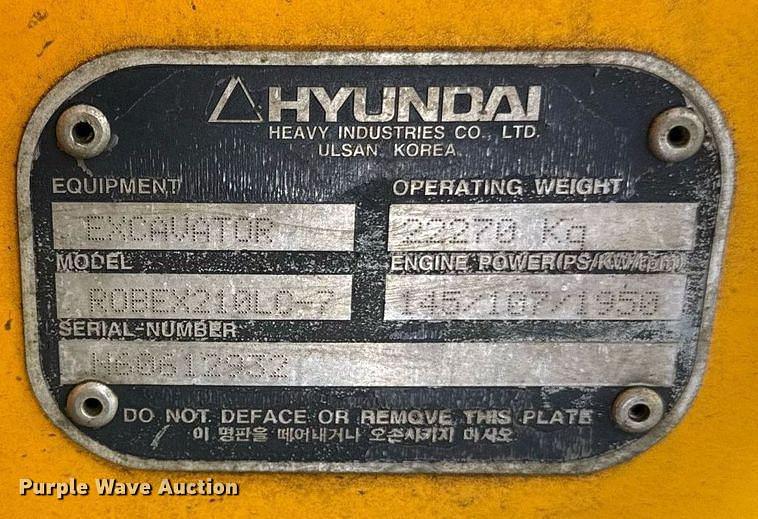 HYUNDAI
HEAVY INDUSTRIES CO., LTD.
ULSAN, KOREA
EQUIPMENT OPERATING WEIGHT
EXCAVATOR 22270 Kg
MODEL ENGINE POWER(PS/KW/rpm)
ROBEX210LC-7 145/107/1950
SERIAL-NUMBER
N60612932
DO NOT DEFACE OR REMOVE THIS PLATE
이 명판을 떼어내거나 오손시키지 마시오
Purple Wave Auction